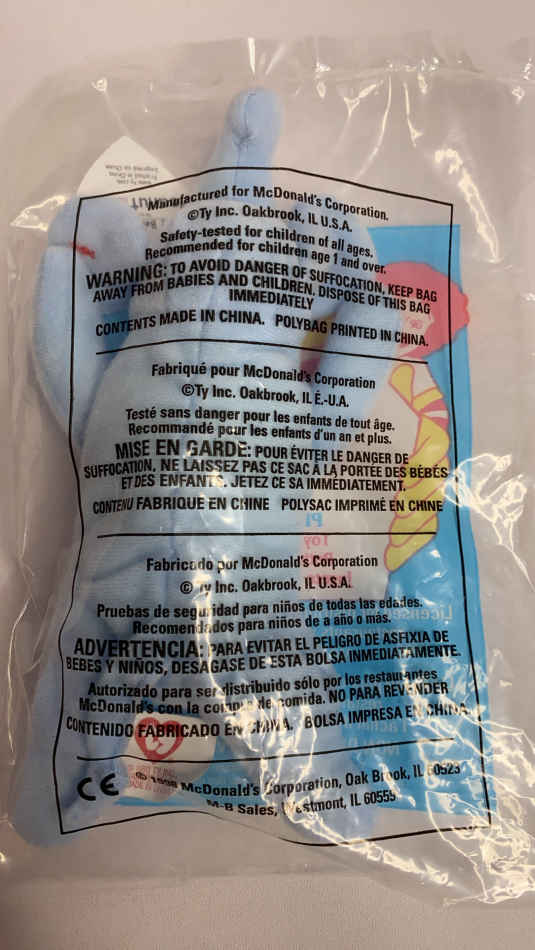 Manufactured for McDonald's Corporation.
©Ty Inc. Oakbrook, IL U.S.A.
Safety-tested for children of all ages.
Recommended for children age 1 and over.
WARNING: TO AVOID DANGER OF SUFFOCATION, KEEP BAG
AWAY FROM BABIES AND CHILDREN. DISPOSE OF THIS BAG
IMMEDIATELY
CONTENTS MADE IN CHINA. POLYBAG PRINTED IN CHINA.
Fabriqué pour McDonald's Corporation
©Ty Inc. Oakbrook, IL É.-U.A.
Testé sans danger pour les enfants de tout âge.
Recommandé pour les enfants d'un an et plus.
MISE EN GARDE: POUR ÉVITER LE DANGER DE
SUFFOCATION, NE LAISSEZ PAS CE SAC À LA PORTÉE DES BÉBÉS
ET DES ENFANTS. JETEZ CE SA IMMÉDIATEMENT.
CONTENU FABRIQUE EN CHINE POLYSAC IMPRIMÉ EN CHINE
Fabricado por McDonald's Corporation
© Ty Inc. Oakbrook, IL U.S.A.
Pruebas de seguridad para niños de todas las edades.
Recomendados para niños de a año o más.
ADVERTENCIA: PARA EVITAR EL PELIGRO DE ASFIXIA DE
BEBES Y NIÑOS, DESAGASE DE ESTA BOLSA INMEDIATAMENTE.
Autorizado para ser distribuido sólo por los restaurantes
McDonald's con la compra de comida. NO PARA REVENDER
CONTENIDO FABRICADO EN CHINA. BOLSA IMPRESA EN CHINA
CE © 1998 McDonald's Corporation, Oak Brook, IL 60523
M-B Sales, Westmont, IL 60559